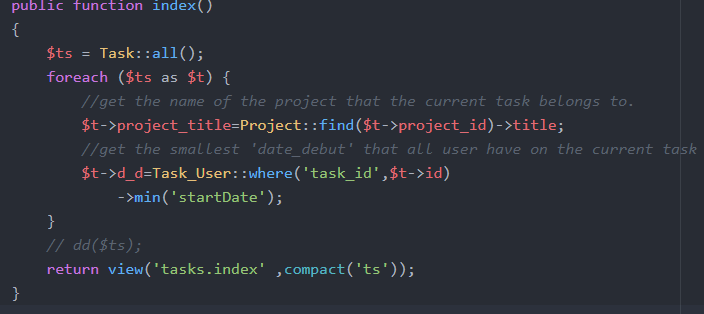 public function index()
{
    $ts = Task::all();
    foreach ($ts as $t) {
        //get the name of the project that the current task belongs to.
        $t->project_title=Project::find($t->project_id)->title;
        //get the smallest 'date_debut' that all user have on the current task
        $t->d_d=Task_User::where('task_id',$t->id)
            ->min('startDate');
    }
    // dd($ts);
    return view('tasks.index' ,compact('ts'));
}